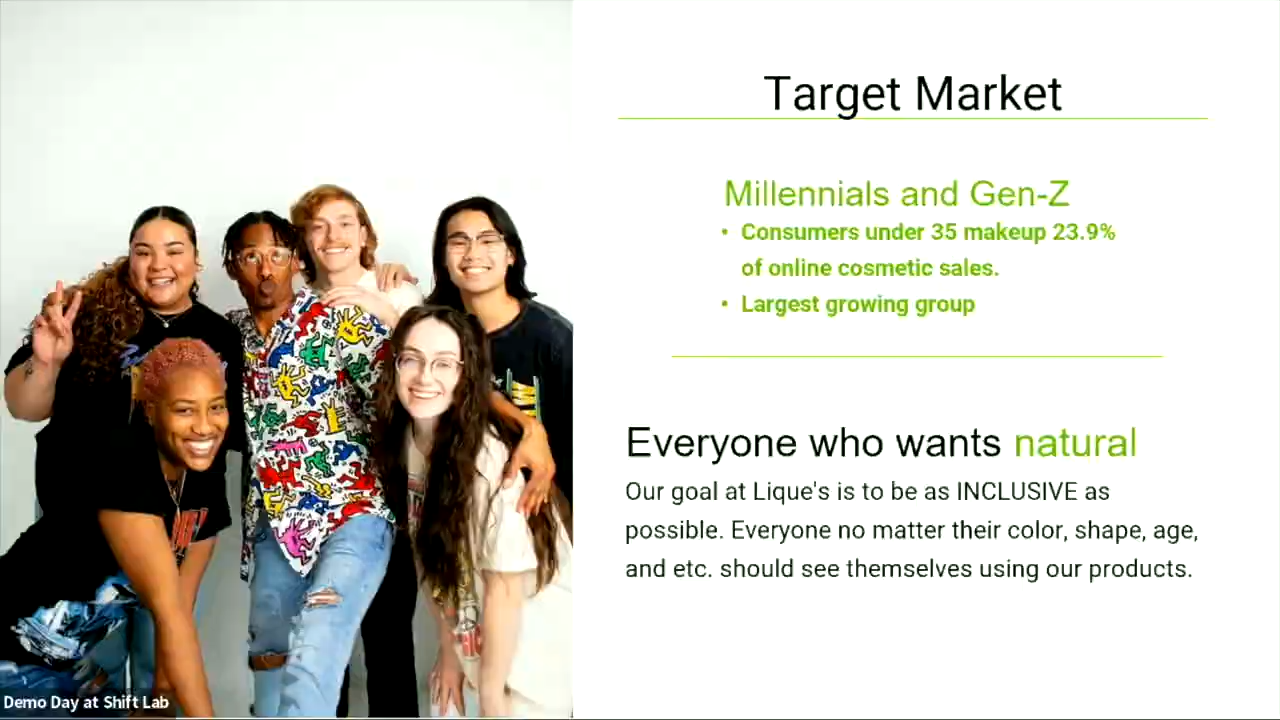 Target Market
Millennials and Gen-Z
• Consumers under 35 makeup 23.9%
of online cosmetic sales.
• Largest growing group
Everyone who wants natural
Our goal at Lique's is to be as INCLUSIVE as
possible. Everyone no matter their color, shape, age,
and etc. should see themselves using our products.
Demo Day at Shift Lab